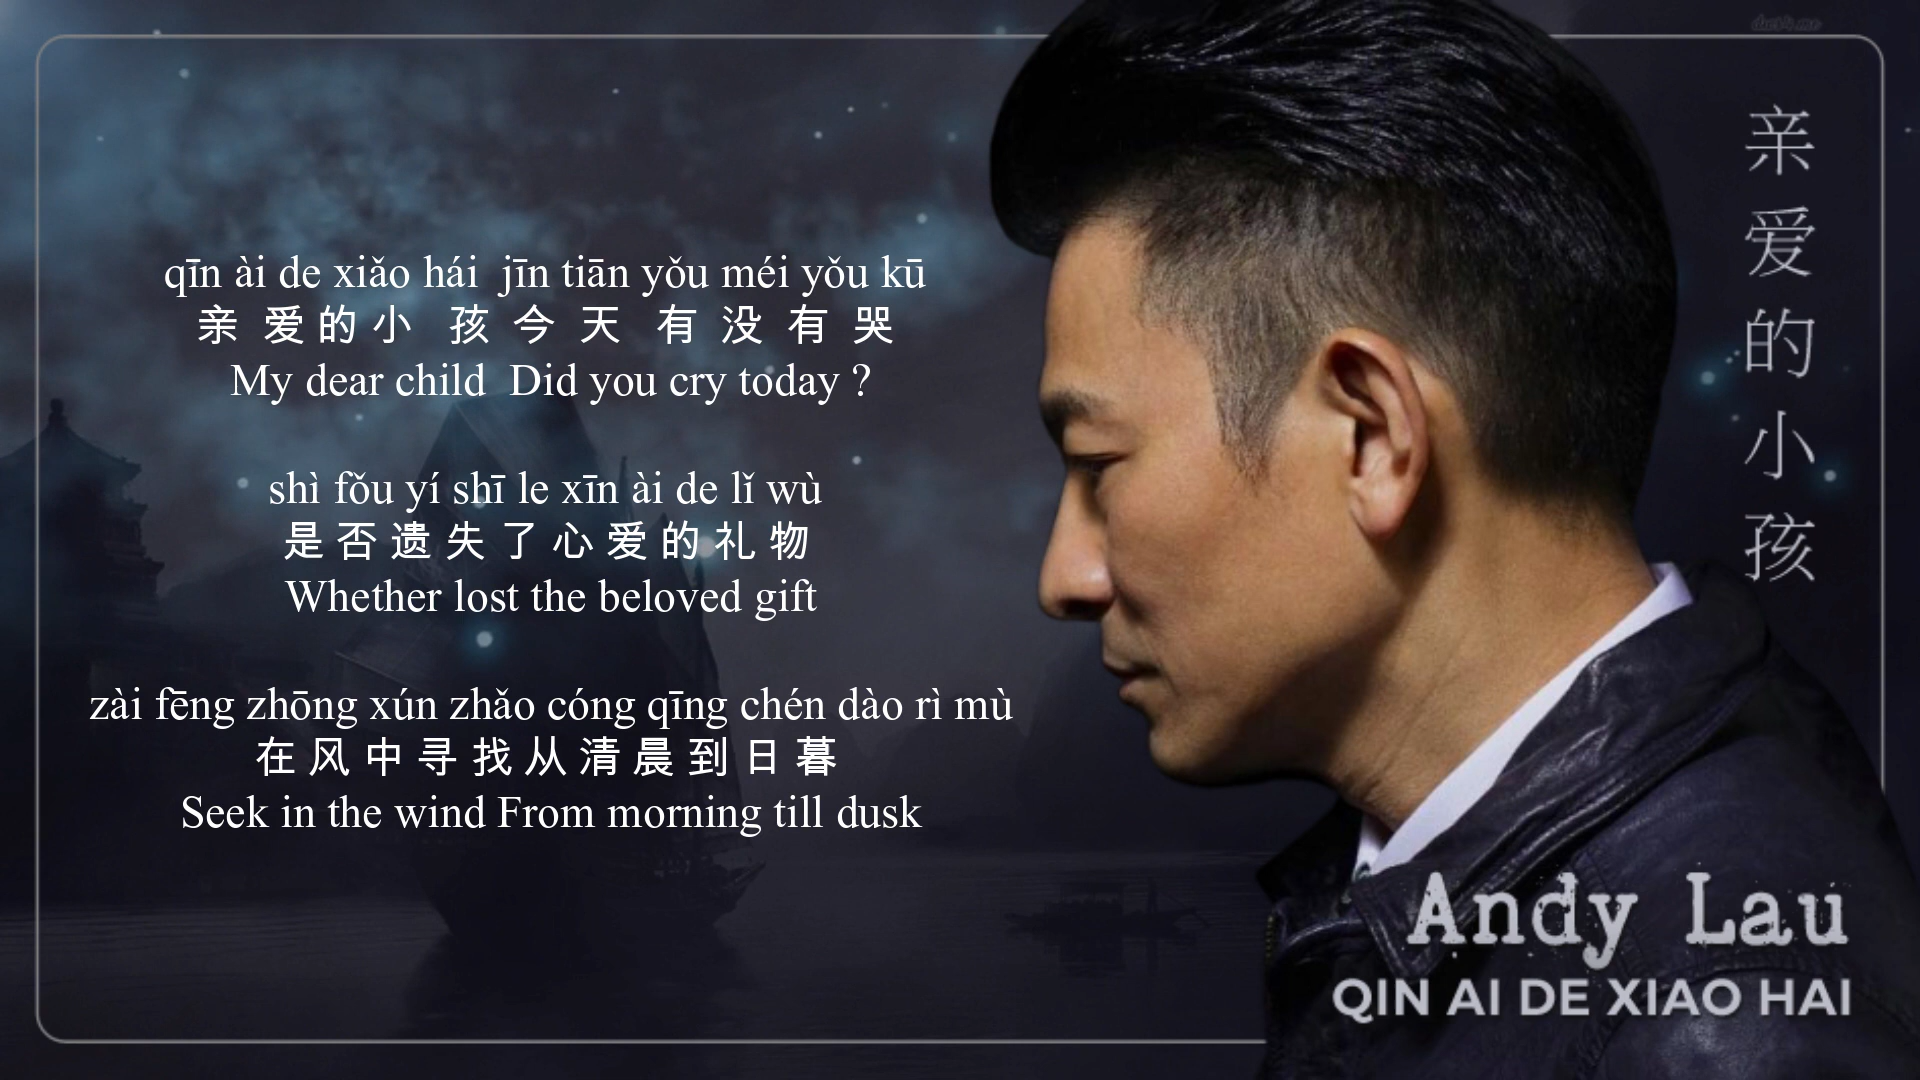 qīn ài de xiǎo hái jīn tiān yǒu méi yǒu kū
亲 爱 的 小 孩 今 天 有 没 有 哭
My dear child Did you cry today ?
shì fǒu yí shī le xīn ài de lǐ wù
是 否 遗 失 了 心 爱 的 礼 物
Whether lost the beloved gift
zài fēng zhōng xún zhǎo cóng qīng chén dào rì mù
在 风 中 寻 找 从 清 晨 到 日 暮
Seek in the wind From morning till dusk
亲爱的小孩
Andy Lau
QIN AI DE XIAO HAI